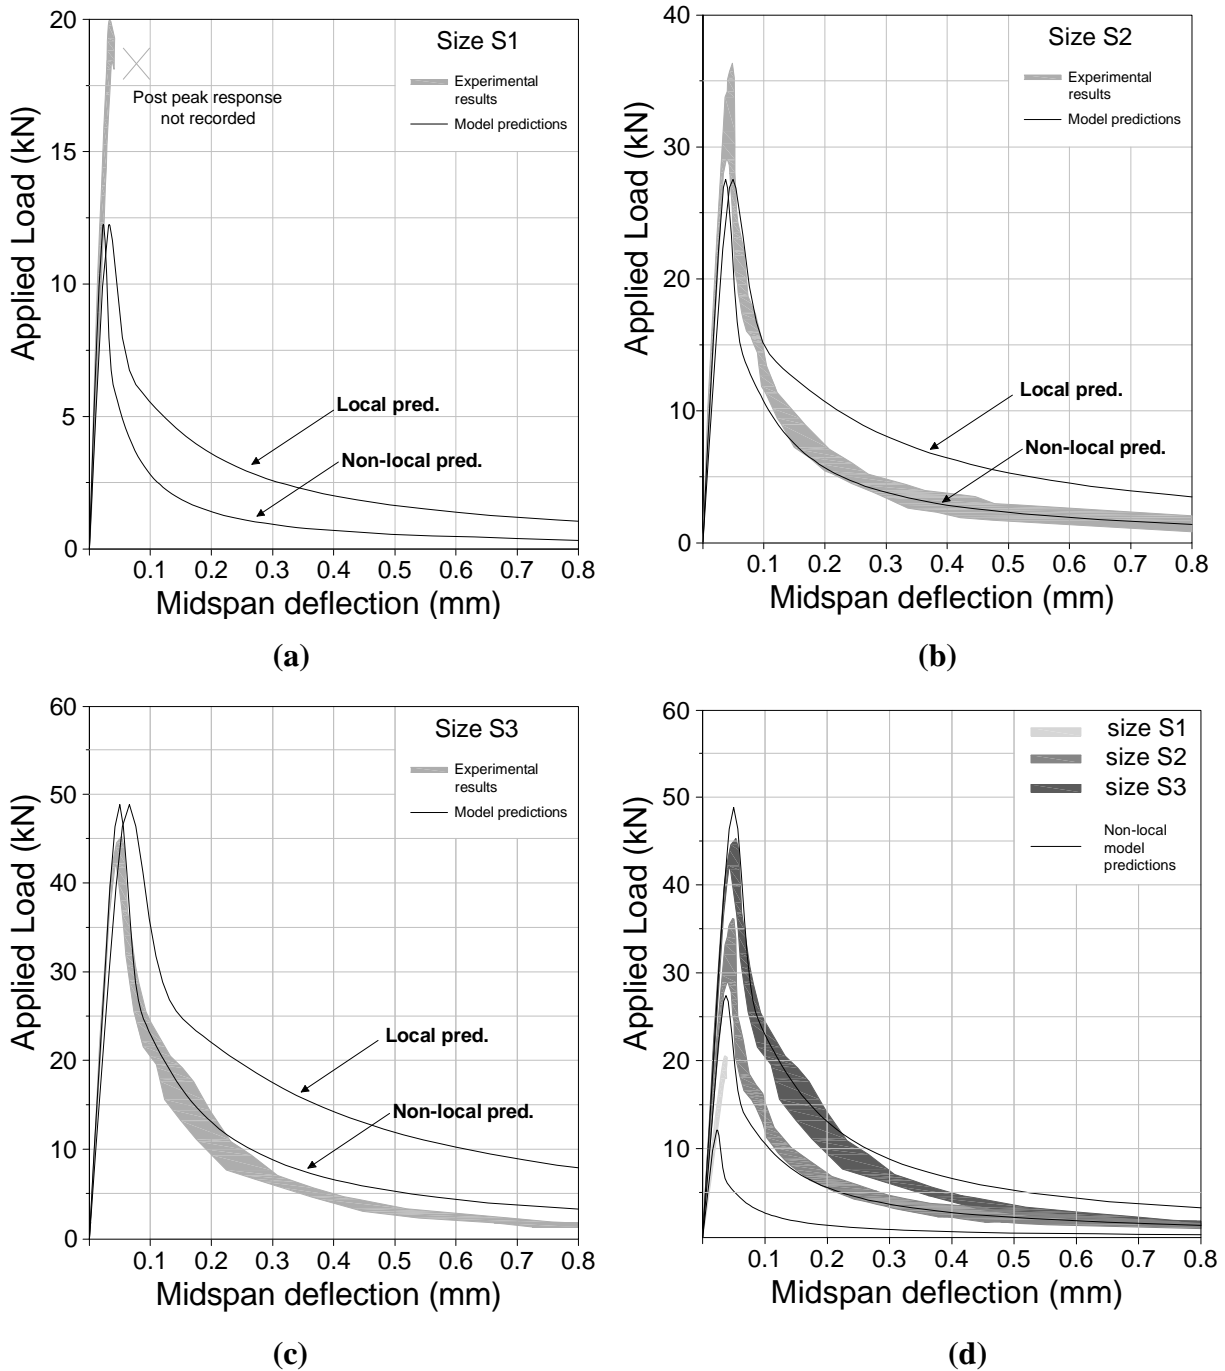 20
15
10
5
0
Applied Load (kN)
Size S1
Experimental
results
Model predictions
Post peak response
not recorded
Local pred.
Non-local pred.
0.1 0.2 0.3 0.4 0.5 0.6 0.7 0.8
Midspan deflection (mm)
(a)
40
30
20
10
0
Applied Load (kN)
Size S2
Experimental
results
Model predictions
Local pred.
Non-local pred.
0.1 0.2 0.3 0.4 0.5 0.6 0.7 0.8
Midspan deflection (mm)
(b)
60
50
40
30
20
10
0
Applied Load (kN)
Size S3
Experimental
results
Model predictions
Local pred.
Non-local pred.
0.1 0.2 0.3 0.4 0.5 0.6 0.7 0.8
Midspan deflection (mm)
(c)
60
50
40
30
20
10
Applied Load (kN)
size S1
size S2
size S3
Non-local
model
predictions
0.1 0.2 0.3 0.4 0.5 0.6 0.7 0.8
Midspan deflection (mm)
(d)